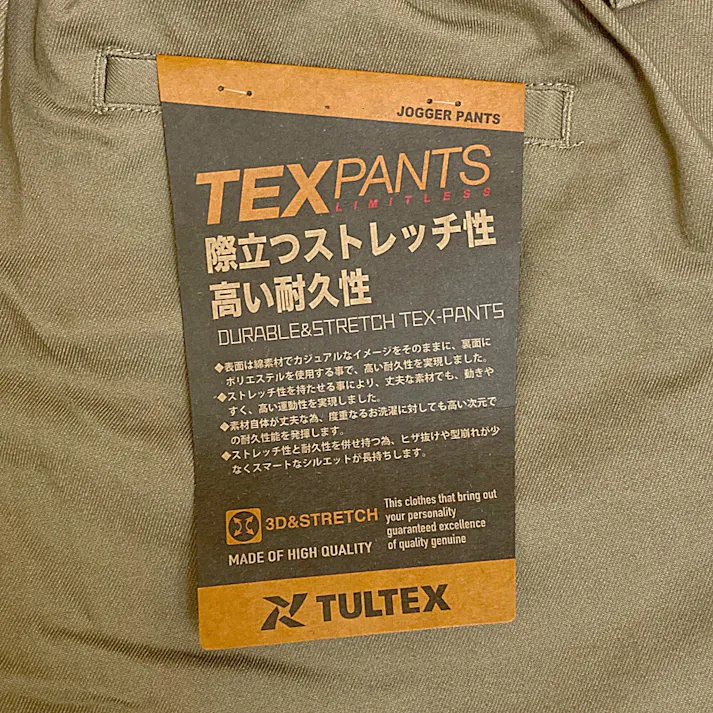 JOGGER PANTS
TEXPANTS
LIMITLESS
際立つストレッチ性
高い耐久性
DURABLE&STRETCH TEX-PANTS
◆表面は綿素材でカジュアルなイメージをそのままに、裏面に
ポリエステルを使用する事で、高い耐久性を実現しました。
◆ストレッチ性を持たせる事により、丈夫な素材でも、動きや
すく、高い運動性を実現しました。
◆素材自体が丈夫な為、度重なるお洗濯に対しても高い次元で
の耐久性能を発揮します。
◆ストレッチ性と耐久性を併せ持つ為、ヒザ抜けや型崩れが少
なくスマートなシルエットが長持ちします。
3D&STRETCH
MADE OF HIGH QUALITY
This clothes that bring out
your personality
guaranteed excellence
of quality genuine
TULTEX